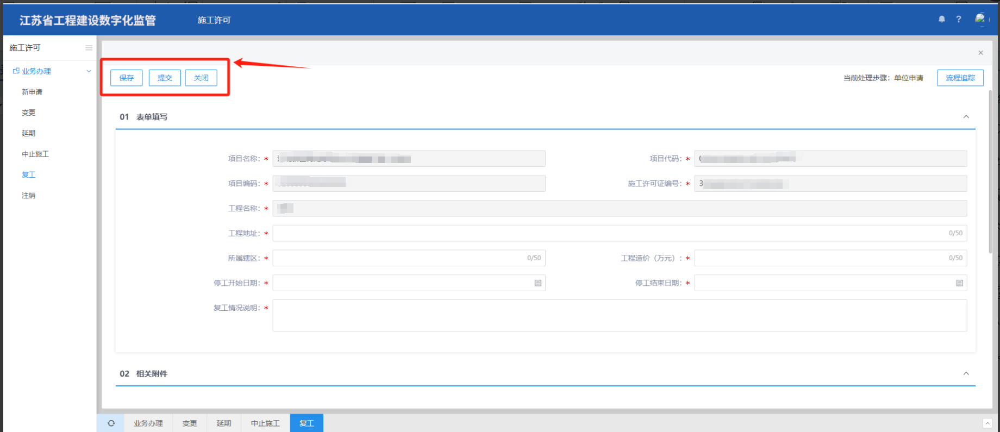 江苏省工程建设数字化监管
施工许可
施工许可
业务办理
新申请
变更
延期
中止施工
复工
注销
保存 提交 关闭
当前处理步骤：单位申请 流程追踪
01 表单填写
项目名称：*
项目代码：*
项目编码：*
施工许可证编号：* 3
工程名称：*
工程地址：* 0/50
所属辖区：* 0/50
工程造价（万元）：* 0/50
停工开始日期：*
停工结束日期：*
复工情况说明：*
02 相关附件
业务办理 变更 延期 中止施工 复工